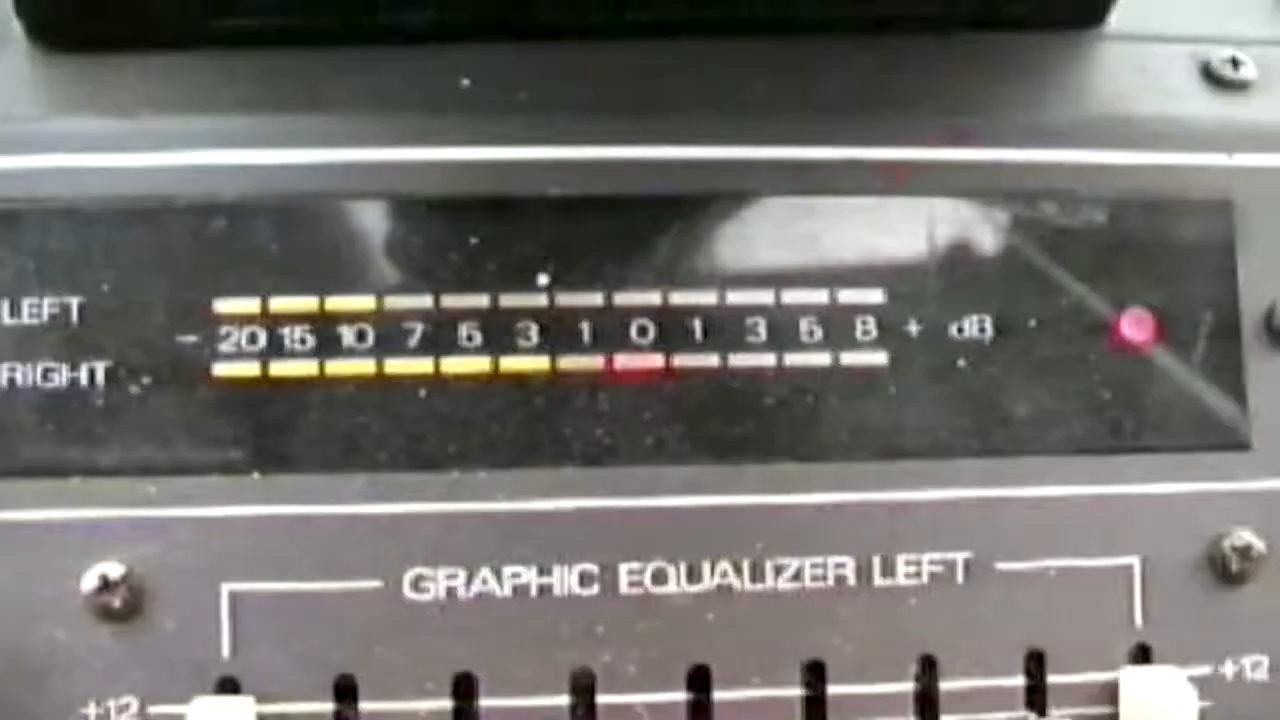 LEFT
- 20 15 10 7 5 3 1 0 1 3 5 8 + dB
RIGHT
GRAPHIC EQUALIZER LEFT
+12 +12